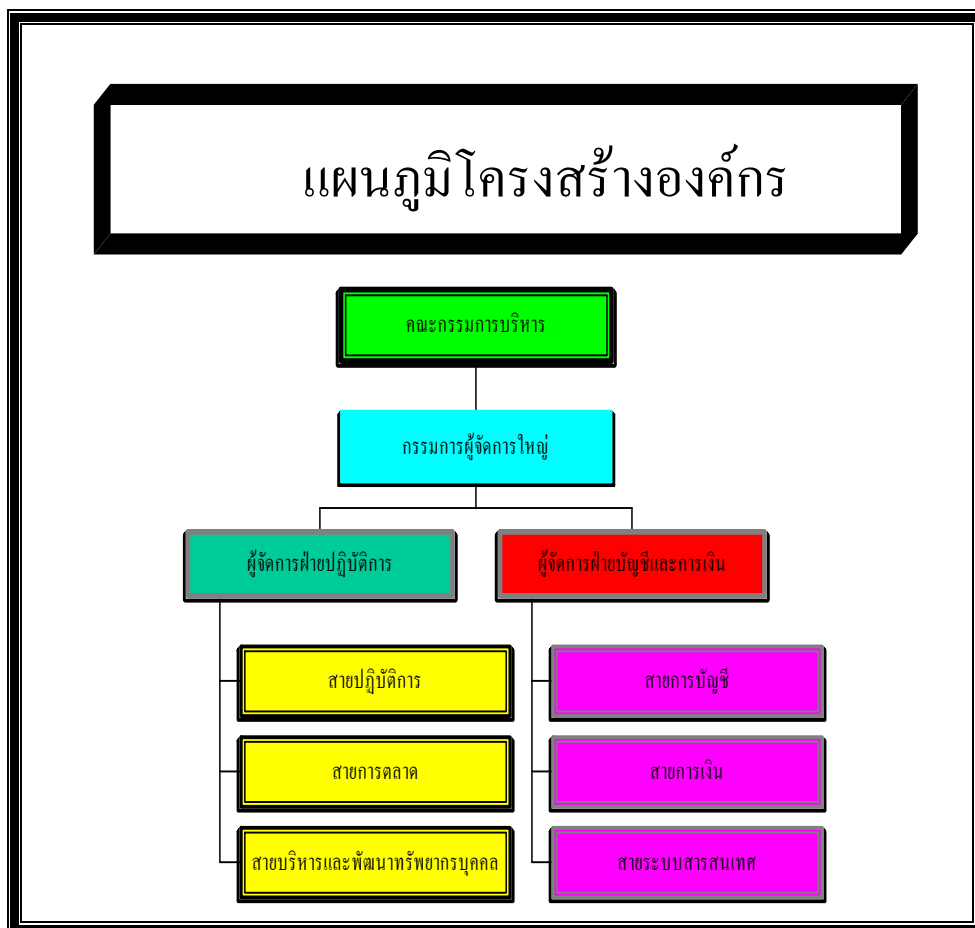 แผนภูมิโครงสร้างองค์กร
คณะกรรมการบริหาร
กรรมการผู้จัดการใหญ่
ผู้จัดการฝ่ายปฏิบัติการ
ผู้จัดการฝ่ายบัญชีและการเงิน
สายปฏิบัติการ
สายการบัญชี
สายการตลาด
สายการเงิน
สายบริหารและพัฒนาทรัพยากรบุคคล
สายระบบสารสนเทศ